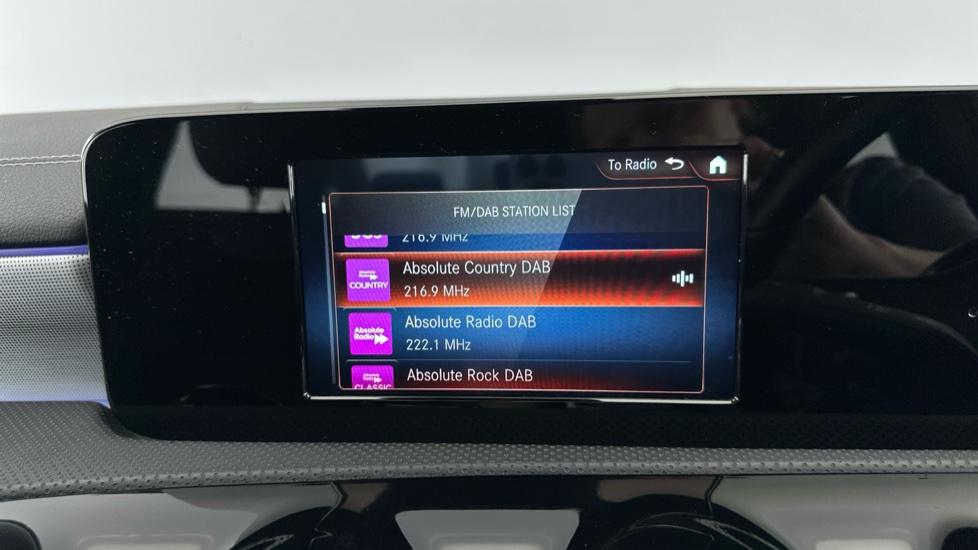 To Radio
FM/DAB STATION LIST
216.9 MHz
Absolute Country DAB
COUNTRY
216.9 MHz
Absolute Radio DAB
Absolute
Radio
222.1 MHz
Absolute Rock DAB
CLASSIC